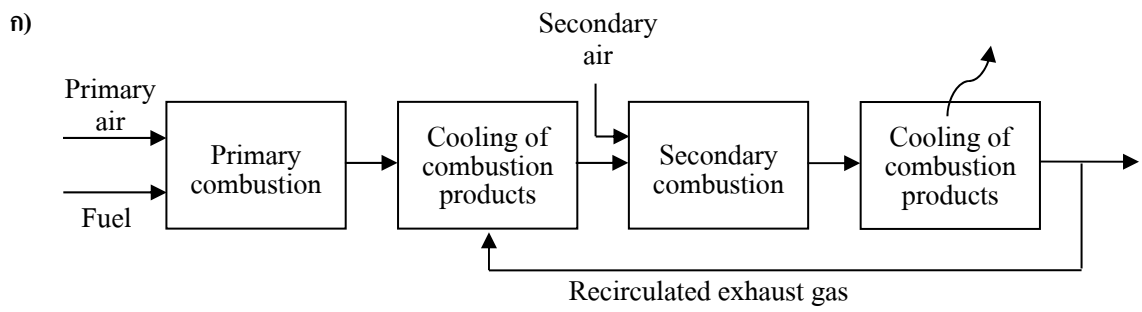 ก)
Secondary
air
Primary
air
Fuel
Primary
combustion
Cooling of
combustion
products
Secondary
combustion
Cooling of
combustion
products
Recirculated exhaust gas